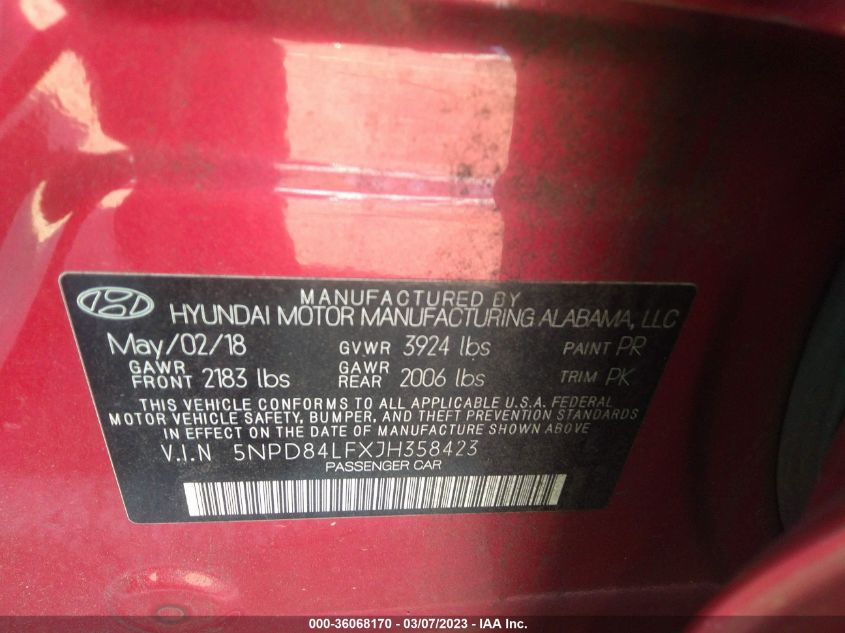 MANUFACTURED BY
HYUNDAI MOTOR MANUFACTURING ALABAMA, LLC
May/02/18 GVWR 3924 lbs PAINT PR
GAWR FRONT 2183 lbs GAWR REAR 2006 lbs TRIM PK
THIS VEHICLE CONFORMS TO ALL APPLICABLE U.S.A. FEDERAL
MOTOR VEHICLE SAFETY, BUMPER, AND THEFT PREVENTION STANDARDS
IN EFFECT ON THE DATE OF MANUFACTURE SHOWN ABOVE.
V.I.N 5NPD84LFXJH358423
PASSENGER CAR
000-36068170 — 03/07/2023 — IAA Inc.